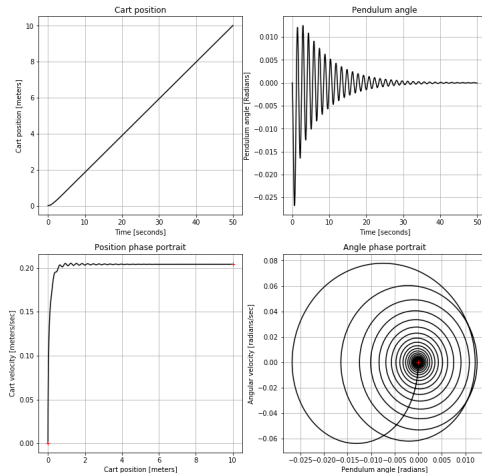 Cart position
Cart position [meters]
10
8
6
4
2
0
0 10 20 30 40 50
Time [seconds]
Pendulum angle
Pendulum angle [Radians]
0.010
0.005
0.000
−0.005
−0.010
−0.015
−0.020
−0.025
0 10 20 30 40 50
Time [seconds]
Position phase portrait
Cart velocity [meters/sec]
0.20
0.15
0.10
0.05
0.00
0 2 4 6 8 10
Cart position [meters]
Angle phase portrait
Angular velocity [radians/sec]
0.08
0.06
0.04
0.02
0.00
−0.02
−0.04
−0.06
−0.025 −0.020 −0.015 −0.010 −0.005 0.000 0.005 0.010
Pendulum angle [radians]